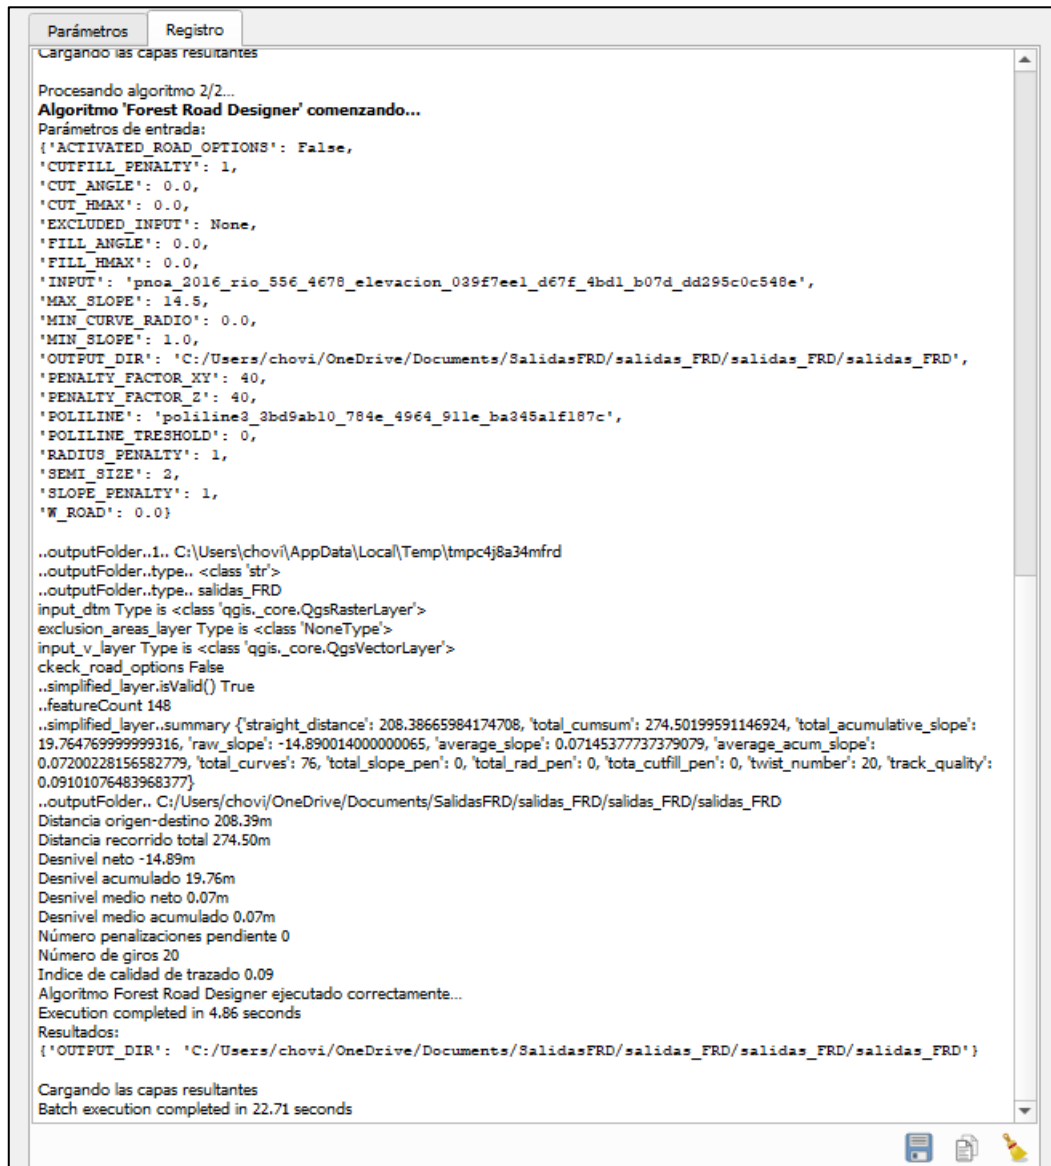 Parámetros
Registro
Cargando las capas resultantes
Procesando algoritmo 2/2...
Algoritmo 'Forest Road Designer' comenzando...
Parámetros de entrada:
{'ACTIVATED_ROAD_OPTIONS': False,
'CUTFILL_PENALTY': 1,
'CUT_ANGLE': 0.0,
'CUT_HMAX': 0.0,
'EXCLUDED_INPUT': None,
'FILL_ANGLE': 0.0,
'FILL_HMAX': 0.0,
'INPUT': 'pnoa_2016_rio_556_4678_elevacion_039f7ee1_d67f_4bd1_b07d_dd295c0c548e',
'MAX_SLOPE': 14.5,
'MIN_CURVE_RADIO': 0.0,
'MIN_SLOPE': 1.0,
'OUTPUT_DIR': 'C:/Users/chovi/OneDrive/Documents/SalidasFRD/salidas_FRD/salidas_FRD/salidas_FRD',
'PENALTY_FACTOR_XY': 40,
'PENALTY_FACTOR_Z': 40,
'POLILINE': 'poliline3_3bd9ab10_784e_4964_911e_ba345a1f187c',
'POLILINE_TRESHOLD': 0,
'RADIUS_PENALTY': 1,
'SEMI_SIZE': 2,
'SLOPE_PENALTY': 1,
'W_ROAD': 0.0}
..outputFolder..1.. C:\Users\chovi\AppData\Local\Temp\tmpc4j8a34mfrd
..outputFolder..type.. <class 'str'>
..outputFolder..type.. salidas_FRD
input_dtm Type is <class 'qgis._core.QgsRasterLayer'>
exclusion_areas_layer Type is <class 'NoneType'>
input_v_layer Type is <class 'qgis._core.QgsVectorLayer'>
ckeck_road_options False
..simplified_layer.isValid() True
..featureCount 148
..simplified_layer..summary {'straight_distance': 208.38665984174708, 'total_cumsum': 274.50199591146924, 'total_acumulative_slope':
19.764769999999316, 'raw_slope': -14.890014000000065, 'average_slope': 0.07145377737379079, 'average_acum_slope':
0.07200228156582779, 'total_curves': 76, 'total_slope_pen': 0, 'total_rad_pen': 0, 'tota_cutfill_pen': 0, 'twist_number': 20, 'track_quality':
0.09101076483968377}
..outputFolder.. C:/Users/chovi/OneDrive/Documents/SalidasFRD/salidas_FRD/salidas_FRD/salidas_FRD
Distancia origen-destino 208.39m
Distancia recorrido total 274.50m
Desnivel neto -14.89m
Desnivel acumulado 19.76m
Desnivel medio neto 0.07m
Desnivel medio acumulado 0.07m
Número penalizaciones pendiente 0
Número de giros 20
Indice de calidad de trazado 0.09
Algoritmo Forest Road Designer ejecutado correctamente...
Execution completed in 4.86 seconds
Resultados:
{'OUTPUT_DIR': 'C:/Users/chovi/OneDrive/Documents/SalidasFRD/salidas_FRD/salidas_FRD/salidas_FRD'}
Cargando las capas resultantes
Batch execution completed in 22.71 seconds